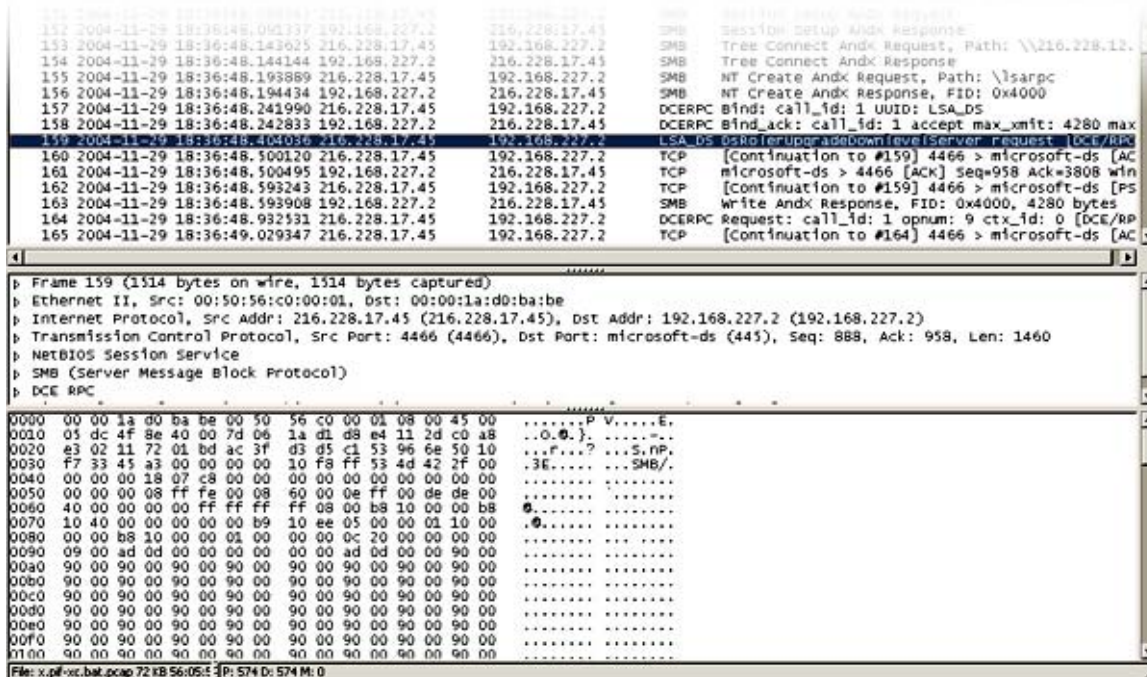 152 2004-11-29 18:36:48.091337 192.168.227.2 216.228.17.45 SMB Session Setup AndX Response
153 2004-11-29 18:36:48.143625 216.228.17.45 192.168.227.2 SMB Tree Connect AndX Request, Path: \\216.228.12.
154 2004-11-29 18:36:48.144144 192.168.227.2 216.228.17.45 SMB Tree Connect AndX Response
155 2004-11-29 18:36:48.193889 216.228.17.45 192.168.227.2 SMB NT Create AndX Request, Path: \lsarpc
156 2004-11-29 18:36:48.194434 192.168.227.2 216.228.17.45 SMB NT Create AndX Response, FID: 0x4000
157 2004-11-29 18:36:48.241990 216.228.17.45 192.168.227.2 DCERPC Bind: call_id: 1 UUID: LSA_DS
158 2004-11-29 18:36:48.242833 192.168.227.2 216.228.17.45 DCERPC Bind_ack: call_id: 1 accept max_xmit: 4280 max
159 2004-11-29 18:36:48.404036 216.228.17.45 192.168.227.2 LSA_DS DsRolerUpgradeDownlevelServer request [DCE/RPC
160 2004-11-29 18:36:48.500120 216.228.17.45 192.168.227.2 TCP [Continuation to #159] 4466 > microsoft-ds [AC
161 2004-11-29 18:36:48.500495 192.168.227.2 216.228.17.45 TCP microsoft-ds > 4466 [ACK] Seq=958 Ack=3808 Win
162 2004-11-29 18:36:48.593243 216.228.17.45 192.168.227.2 TCP [Continuation to #159] 4466 > microsoft-ds [PS
163 2004-11-29 18:36:48.593908 192.168.227.2 216.228.17.45 SMB Write AndX Response, FID: 0x4000, 4280 bytes
164 2004-11-29 18:36:48.932531 216.228.17.45 192.168.227.2 DCERPC Request: call_id: 1 opnum: 9 ctx_id: 0 [DCE/RP
165 2004-11-29 18:36:49.029347 216.228.17.45 192.168.227.2 TCP [Continuation to #164] 4466 > microsoft-ds [AC
Frame 159 (1514 bytes on wire, 1514 bytes captured)
Ethernet II, Src: 00:50:56:c0:00:01, Dst: 00:00:1a:d0:ba:be
Internet Protocol, Src Addr: 216.228.17.45 (216.228.17.45), Dst Addr: 192.168.227.2 (192.168.227.2)
Transmission Control Protocol, Src Port: 4466 (4466), Dst Port: microsoft-ds (445), Seq: 888, Ack: 958, Len: 1460
NetBIOS Session Service
SMB (Server Message Block Protocol)
DCE RPC
0000 00 00 1a d0 ba be 00 50 56 c0 00 01 08 00 45 00 .......P V.....E.
0010 05 dc 4f 8e 40 00 7d 06 1a d1 d8 e4 11 2d c0 a8 ..O.@.}. .....-..
0020 e3 02 11 72 01 bd ac 3f d3 d5 c1 53 96 6e 50 10 ...r...? ...S.nP.
0030 f7 33 45 a3 00 00 00 00 10 f8 ff 53 4d 42 2f 00 .3E..... ...SMB/.
0040 00 00 00 18 07 c8 00 00 00 00 00 00 00 00 00 00 ........ ........
0050 00 00 00 08 ff fe 00 08 60 00 0e ff 00 de de 00 ........ `.......
0060 40 00 00 00 00 ff ff ff ff 08 00 b8 10 00 00 b8 @....... ........
0070 10 40 00 00 00 00 00 b9 10 ee 05 00 00 01 10 00 .@...... ........
0080 00 00 b8 10 00 00 01 00 00 00 0c 20 00 00 00 00 ........ ... ....
0090 09 00 ad 0d 00 00 00 00 00 00 ad 0d 00 00 90 00 ........ ........
00a0 90 00 90 00 90 00 90 00 90 00 90 00 90 00 90 00 ........ ........
00b0 90 00 90 00 90 00 90 00 90 00 90 00 90 00 90 00 ........ ........
00c0 90 00 90 00 90 00 90 00 90 00 90 00 90 00 90 00 ........ ........
00d0 90 00 90 00 90 00 90 00 90 00 90 00 90 00 90 00 ........ ........
00e0 90 00 90 00 90 00 90 00 90 00 90 00 90 00 90 00 ........ ........
00f0 90 00 90 00 90 00 90 00 90 00 90 00 90 00 90 00 ........ ........
0100 90 00 90 00 90 00 90 00 90 00 90 00 90 00 90 00 ........ ........
File: x.pif-xc.bat.pcap 72 KB 56:05:5 P: 574 D: 574 M: 0